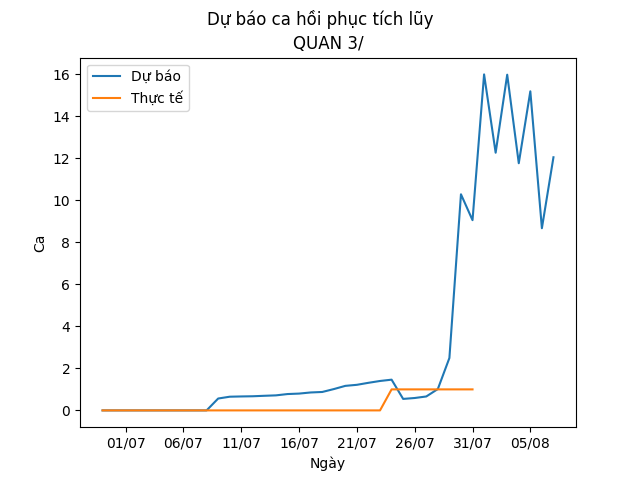 Dự báo ca hồi phục tích lũy
QUAN 3/
Dự báo
Thực tế
16
14
12
10
8
6
4
2
0
Ca
01/07 06/07 11/07 16/07 21/07 26/07 31/07 05/08
Ngày